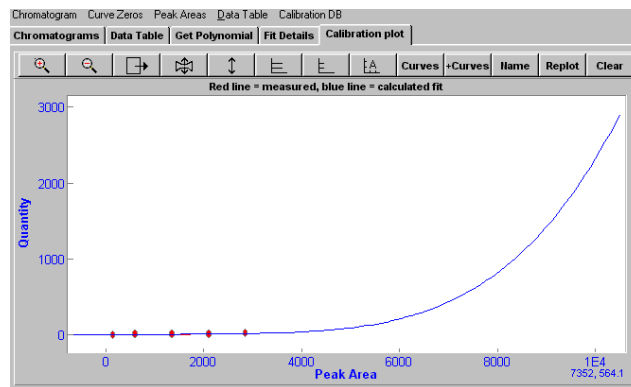 Chromatogram Curve Zeros Peak Areas Data Table Calibration DB
Chromatograms Data Table Get Polynomial Fit Details Calibration plot
Curves +Curves Name Replot Clear
Red line = measured, blue line = calculated fit
3000
2000
1000
0
Quantity
0 2000 4000 6000 8000 1E4
Peak Area
7352, 564.1